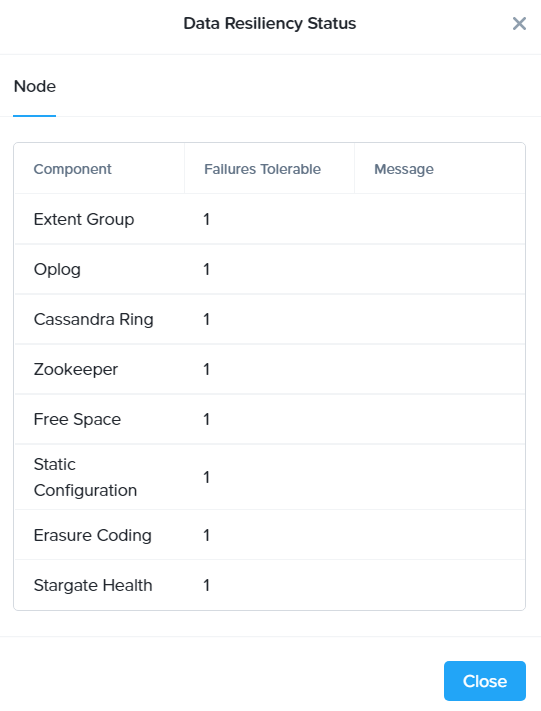 Data Resiliency Status
Node
Component Failures Tolerable Message
Extent Group 1
Oplog 1
Cassandra Ring 1
Zookeeper 1
Free Space 1
Static
Configuration 1
Erasure Coding 1
Stargate Health 1
Close